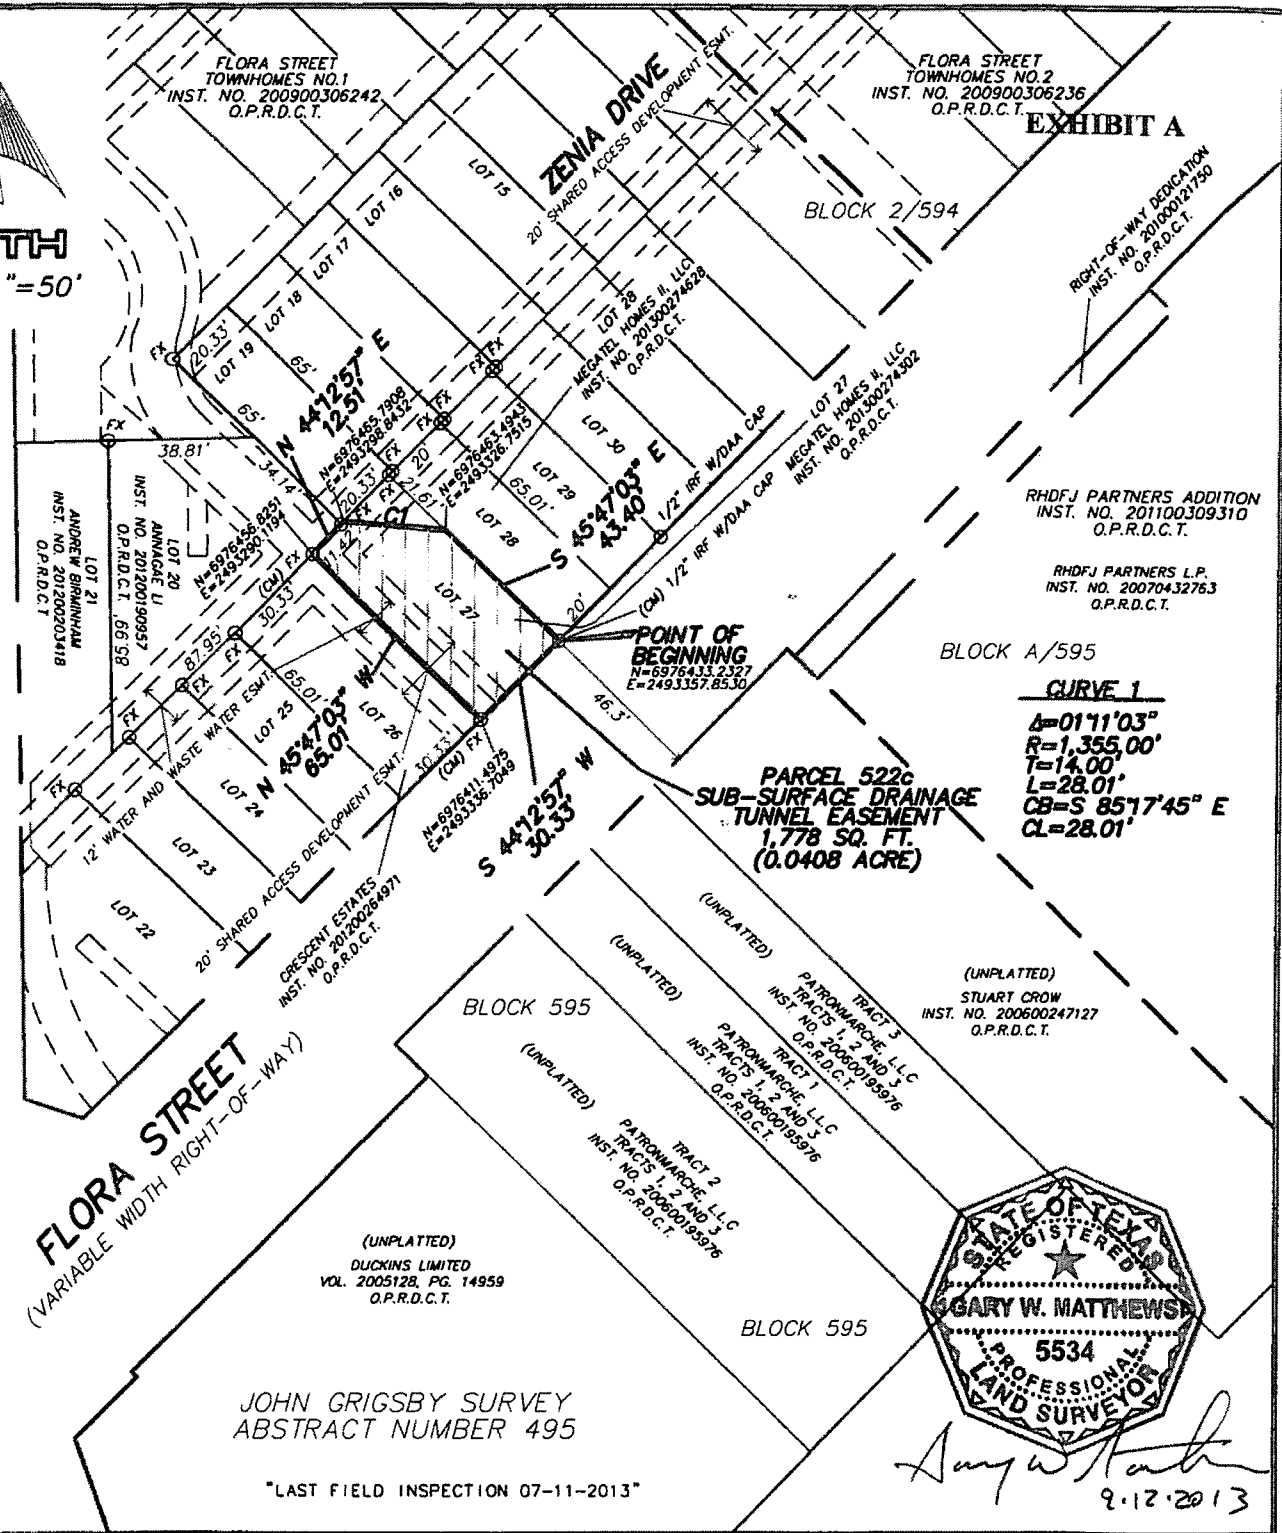 FLORA STREET
TOWNHOMES NO.1
INST. NO. 200900306242
O.P.R.D.C.T.
ZENIA DRIVE
20' SHARED ACCESS DEVELOPMENT ESMT.
FLORA STREET
TOWNHOMES NO.2
INST. NO. 200900306236
O.P.R.D.C.T.
EXHIBIT A
BLOCK 2/594
RIGHT-OF-WAY DEDICATION
INST. NO. 201000121750
O.P.R.D.C.T.
TH
"=50'
LOT 15
LOT 16
LOT 17
LOT 18
LOT 19
20.33'
FX
65'
65'
N 44°12'57" E
12.51'
N=6976465.7908
E=2493298.8432
FX
FX
FX
FX
20.33'
20'
21.61'
N=6976463.4943
E=2493326.7515
LOT 28
MEGATEL HOMES II, LLC
INST. NO. 201300274628
O.P.R.D.C.T.
LOT 27
MEGATEL HOMES II, LLC
INST. NO. 201300274302
O.P.R.D.C.T.
LOT 30
LOT 29
65.01'
LOT 28
S 45°47'03" E
43.40'
1/2" IRF W/DAA CAP
(CM) 1/2" IRF W/DAA CAP
20'
FX
38.81'
34.14'
C1
11.42'
N=6976456.8251
E=2493290.1194
(CM) FX
30.33'
LOT 20
ANNAGAE LI
INST. NO. 201200190957
O.P.R.D.C.T.
85.99'
LOT 21
ANDREW BIRMINHAM
INST. NO. 201200203418
O.P.R.D.C.T
87.95'
FX
FX
FX
65.01'
LOT 27
LOT 26
LOT 25
LOT 24
LOT 23
LOT 22
12' WATER AND WASTE WATER ESMT.
N 45°47'03" W
65.01'
20' SHARED ACCESS DEVELOPMENT ESMT.
30.33'
(CM) FX
N=6976411.4975
E=2493336.7049
S 44°12'57" W
30.33'
POINT OF
BEGINNING
N=6976433.2327
E=2493357.8530
46.3'
RHDFJ PARTNERS ADDITION
INST. NO. 201100309310
O.P.R.D.C.T.
RHDFJ PARTNERS L.P.
INST. NO. 20070432763
O.P.R.D.C.T.
BLOCK A/595
CURVE 1
Δ=01°11'03"
R=1,355.00'
T=14.00'
L=28.01'
CB=S 85°17'45" E
CL=28.01'
PARCEL 522c
SUB-SURFACE DRAINAGE
TUNNEL EASEMENT
1,778 SQ. FT.
(0.0408 ACRE)
CRESCENT ESTATES
INST. NO. 201200264971
O.P.R.D.C.T.
FLORA STREET
(VARIABLE WIDTH RIGHT-OF-WAY)
BLOCK 595
(UNPLATTED)
TRACT 3
PATRONMARCHE, L.L.C
TRACTS 1, 2 AND 3
INST. NO. 200600195976
O.P.R.D.C.T.
(UNPLATTED)
TRACT 1
PATRONMARCHE, L.L.C
TRACTS 1, 2 AND 3
INST. NO. 200600195976
O.P.R.D.C.T.
(UNPLATTED)
TRACT 2
PATRONMARCHE, L.L.C
TRACTS 1, 2 AND 3
INST. NO. 200600195976
O.P.R.D.C.T.
(UNPLATTED)
STUART CROW
INST. NO. 200600247127
O.P.R.D.C.T.
(UNPLATTED)
DUCKINS LIMITED
VOL. 2005128, PG. 14959
O.P.R.D.C.T.
BLOCK 595
JOHN GRIGSBY SURVEY
ABSTRACT NUMBER 495
"LAST FIELD INSPECTION 07-11-2013"
STATE OF TEXAS
REGISTERED
GARY W. MATTHEWS
5534
PROFESSIONAL
LAND SURVEYOR
9.12.2013